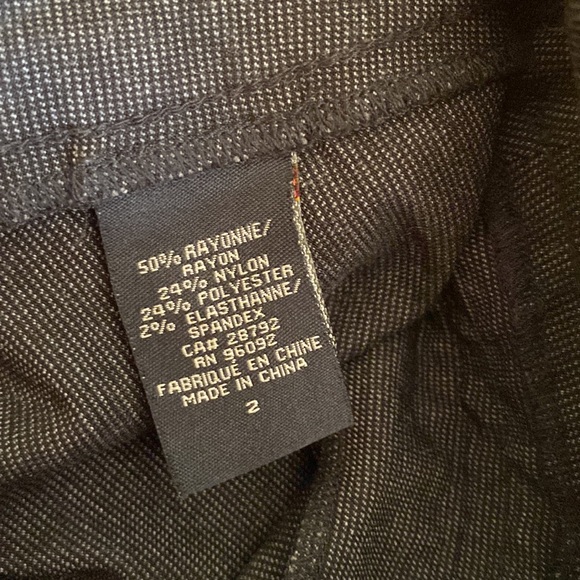 50% RAYONNE/
RAYON
24% NYLON
24% POLYESTER
2% ELASTHANNE/
SPANDEX
CA# 28792
RN 96092
FABRIQUÉ EN CHINE
MADE IN CHINA
2